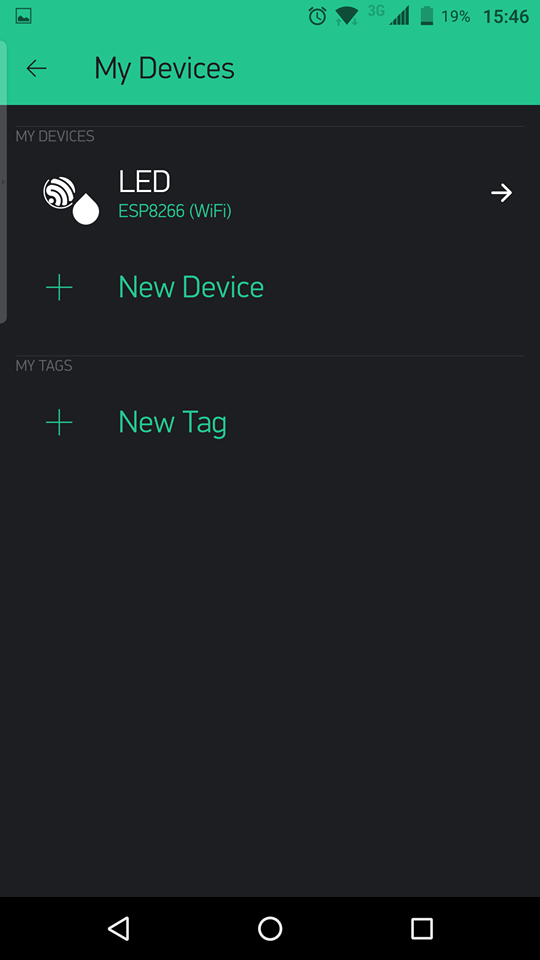 3G 19% 15:46
My Devices
MY DEVICES
LED
ESP8266 (WiFi)
New Device
MY TAGS
New Tag